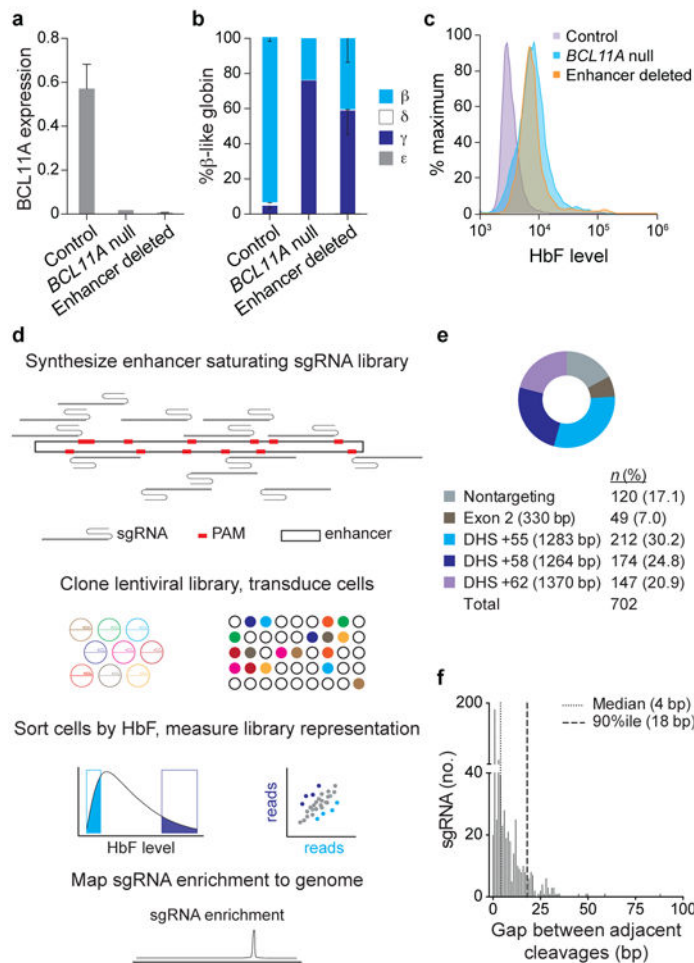 a
BCL11A expression
0.8
0.6
0.4
0.2
0
Control
BCL11A null
Enhancer deleted
b
%β-like globin
100
80
60
40
20
0
Control
BCL11A null
Enhancer deleted
β
δ
γ
ε
c
Control
BCL11A null
Enhancer deleted
% maximum
100
80
60
40
20
0
10³ 10⁴ 10⁵ 10⁶
HbF level
d
Synthesize enhancer saturating sgRNA library
sgRNA PAM enhancer
Clone lentiviral library, transduce cells
Sort cells by HbF, measure library representation
HbF level
reads
reads
Map sgRNA enrichment to genome
sgRNA enrichment
e
n (%)
Nontargeting 120 (17.1)
Exon 2 (330 bp) 49 (7.0)
DHS +55 (1283 bp) 212 (30.2)
DHS +58 (1264 bp) 174 (24.8)
DHS +62 (1370 bp) 147 (20.9)
Total 702
f
Median (4 bp)
90%ile (18 bp)
sgRNA (no.)
200
40
20
0
0 25 50 75 100
Gap between adjacent
cleavages (bp)